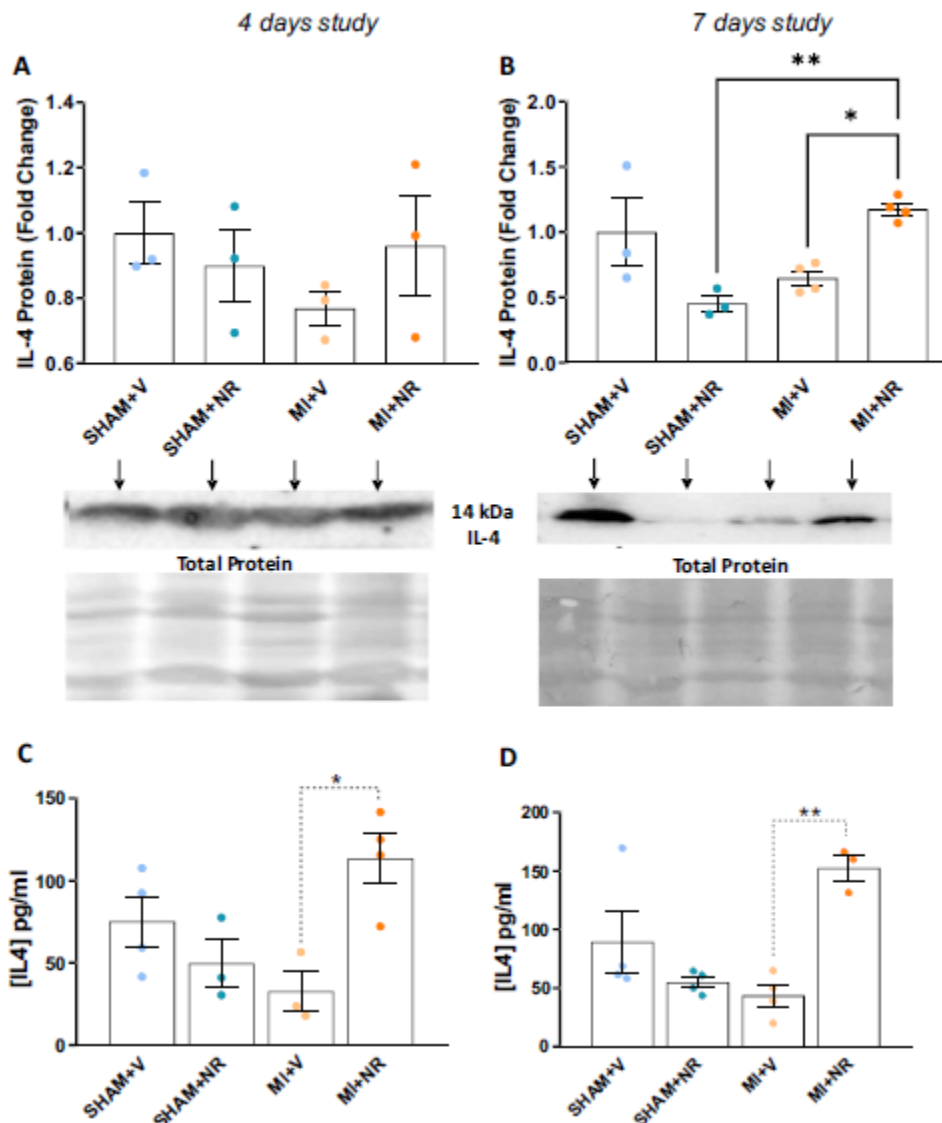 4 days study
7 days study
A
B
IL-4 Protein (Fold Change)
1.4
1.2
1.0
0.8
0.6
SHAM+V
SHAM+NR
MI+V
MI+NR
IL-4 Protein (Fold Change)
2.0
1.5
1.0
0.5
0.0
**
*
SHAM+V
SHAM+NR
MI+V
MI+NR
14 kDa
IL-4
Total Protein
Total Protein
C
D
[IL4] pg/ml
150
100
50
0
*
SHAM+V
SHAM+NR
MI+V
MI+NR
[IL4] pg/ml
200
150
100
50
0
**
SHAM+V
SHAM+NR
MI+V
MI+NR